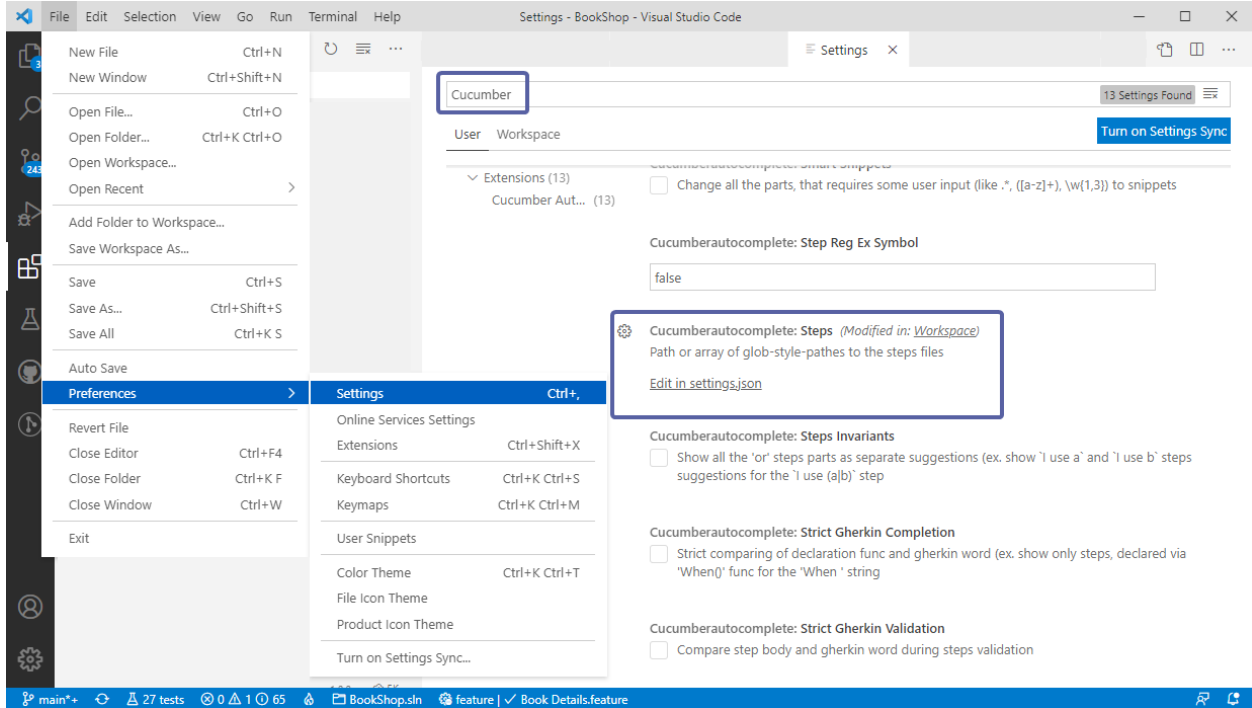 File Edit Selection View Go Run Terminal Help
Settings - BookShop - Visual Studio Code
New File Ctrl+N
New Window Ctrl+Shift+N
Open File... Ctrl+O
Open Folder... Ctrl+K Ctrl+O
Open Workspace...
Open Recent
Add Folder to Workspace...
Save Workspace As...
Save Ctrl+S
Save As... Ctrl+Shift+S
Save All Ctrl+K S
Auto Save
Preferences
Revert File
Close Editor Ctrl+F4
Close Folder Ctrl+K F
Close Window Ctrl+W
Exit
Settings Ctrl+,
Online Services Settings
Extensions Ctrl+Shift+X
Keyboard Shortcuts Ctrl+K Ctrl+S
Keymaps Ctrl+K Ctrl+M
User Snippets
Color Theme Ctrl+K Ctrl+T
File Icon Theme
Product Icon Theme
Turn on Settings Sync...
3
243
Settings
Cucumber
13 Settings Found
User Workspace
Turn on Settings Sync
Extensions (13)
Cucumber Aut... (13)
Cucumberautocomplete: Smart Snippets
Change all the parts, that requires some user input (like .*, ([a-z]+), \w{1,3}) to snippets
Cucumberautocomplete: Step Reg Ex Symbol
false
Cucumberautocomplete: Steps (Modified in: Workspace)
Path or array of glob-style-pathes to the steps files
Edit in settings.json
Cucumberautocomplete: Steps Invariants
Show all the 'or' steps parts as separate suggestions (ex. show `I use a` and `I use b` steps
suggestions for the `I use (a|b)` step
Cucumberautocomplete: Strict Gherkin Completion
Strict comparing of declaration func and gherkin word (ex. show only steps, declared via
'When()' func for the 'When ' string
Cucumberautocomplete: Strict Gherkin Validation
Compare step body and gherkin word during steps validation
main*+ 27 tests 0 1 65 BookShop.sln feature | ✓ Book Details.feature